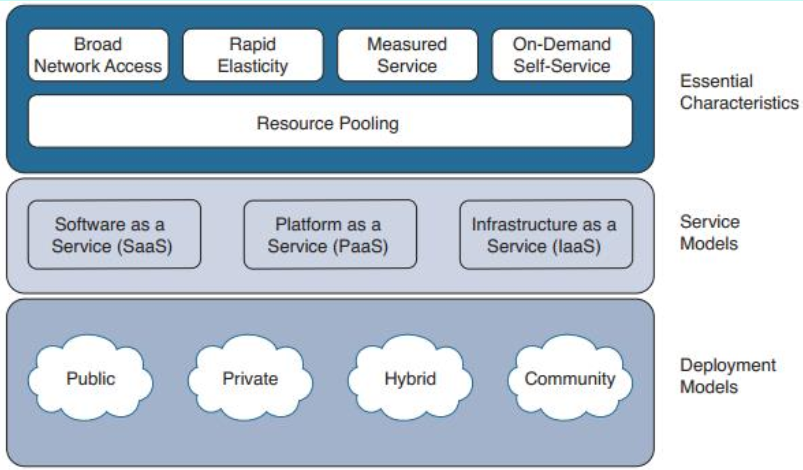 Broad
Network Access
Rapid
Elasticity
Measured
Service
On-Demand
Self-Service
Resource Pooling
Essential
Characteristics
Software as a
Service (SaaS)
Platform as a
Service (PaaS)
Infrastructure as a
Service (IaaS)
Service
Models
Public
Private
Hybrid
Community
Deployment
Models